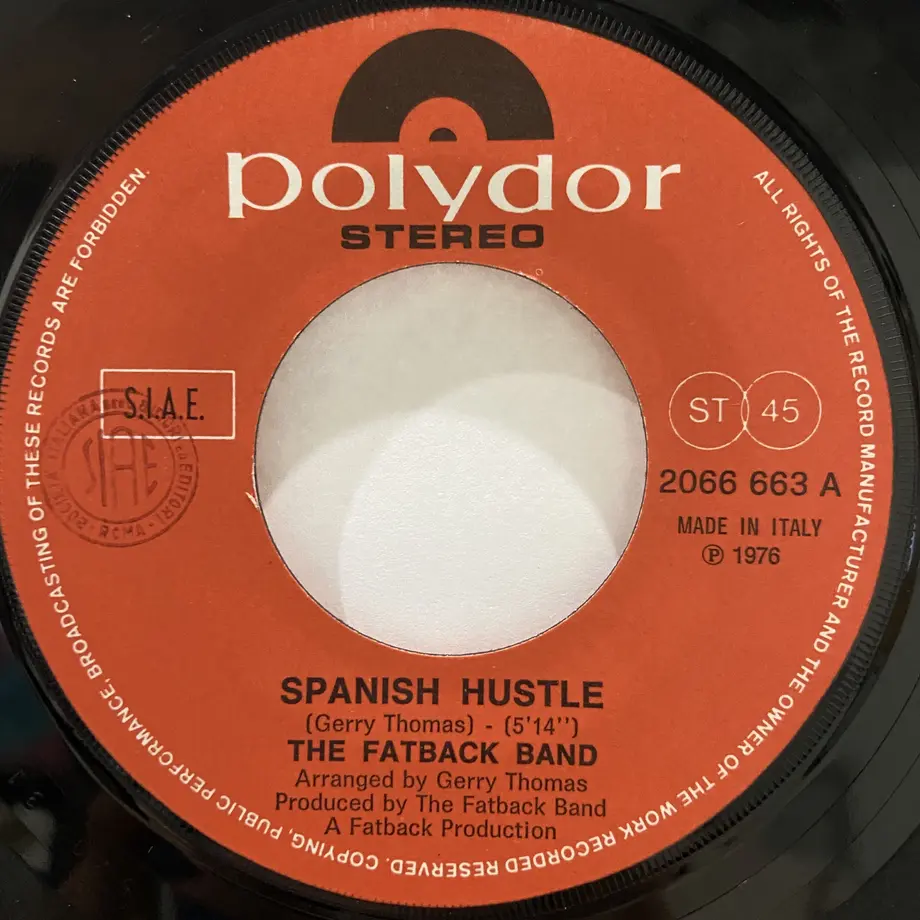 polydor
STEREO
ALL RIGHTS OF THE RECORD MANUFACTURER AND THE OWNER OF THE WORK RECORDED RESERVED. COPYING, PUBLIC PERFORMANCE, BROADCASTING OF THESE RECORDS ARE FORBIDDEN.
S.I.A.E.
SIAE
EDITORI
ROMA
ST 45
2066 663 A
MADE IN ITALY
℗ 1976
SPANISH HUSTLE
(Gerry Thomas) - (5'14'')
THE FATBACK BAND
Arranged by Gerry Thomas
Produced by The Fatback Band
A Fatback Production